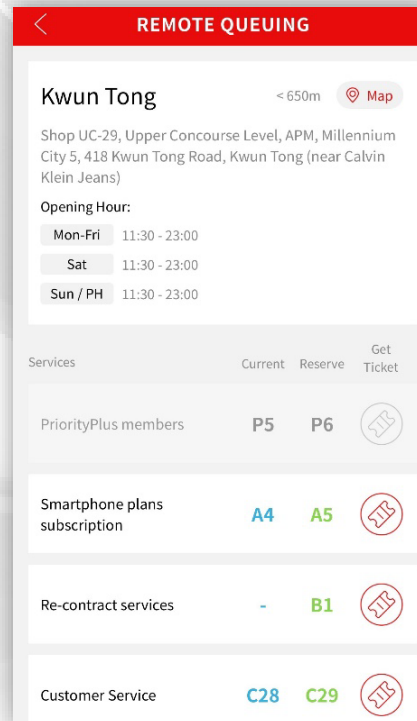 REMOTE QUEUING
Kwun Tong
< 650m
Map
Shop UC-29, Upper Concourse Level, APM, Millennium
City 5, 418 Kwun Tong Road, Kwun Tong (near Calvin
Klein Jeans)
Opening Hour:
Mon-Fri 11:30 - 23:00
Sat 11:30 - 23:00
Sun / PH 11:30 - 23:00
Services Current Reserve Get Ticket
PriorityPlus members P5 P6
Smartphone plans
subscription A4 A5
Re-contract services - B1
Customer Service C28 C29